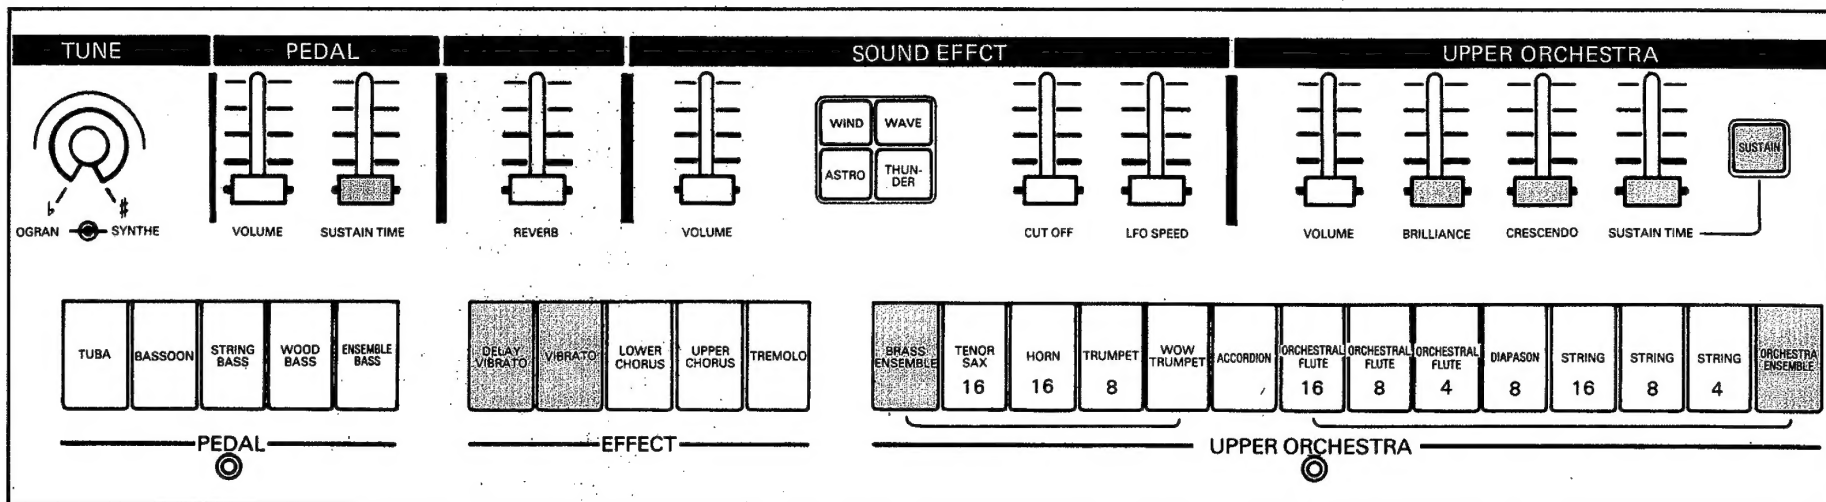 TUNE
PEDAL
SOUND EFFCT
UPPER ORCHESTRA
WIND
WAVE
ASTRO
THUN-
DER
SUSTAIN
♭
♯
OGRAN
SYNTHE
VOLUME
SUSTAIN TIME
REVERB
VOLUME
CUT OFF
LFO SPEED
VOLUME
BRILLIANCE
CRESCENDO
SUSTAIN TIME
TUBA
BASSOON
STRING
BASS
WOOD
BASS
ENSEMBLE
BASS
DELAY
VIBRATO
VIBRATO
LOWER
CHORUS
UPPER
CHORUS
TREMOLO
BRASS
ENSEMBLE
TENOR
SAX
16
HORN
16
TRUMPET
8
WOW
TRUMPET
ACCORDION
ORCHESTRAL
FLUTE
16
ORCHESTRAL
FLUTE
8
ORCHESTRAL
FLUTE
4
DIAPASON
8
STRING
16
STRING
8
STRING
4
ORCHESTRA
ENSEMBLE
PEDAL
EFFECT
UPPER ORCHESTRA